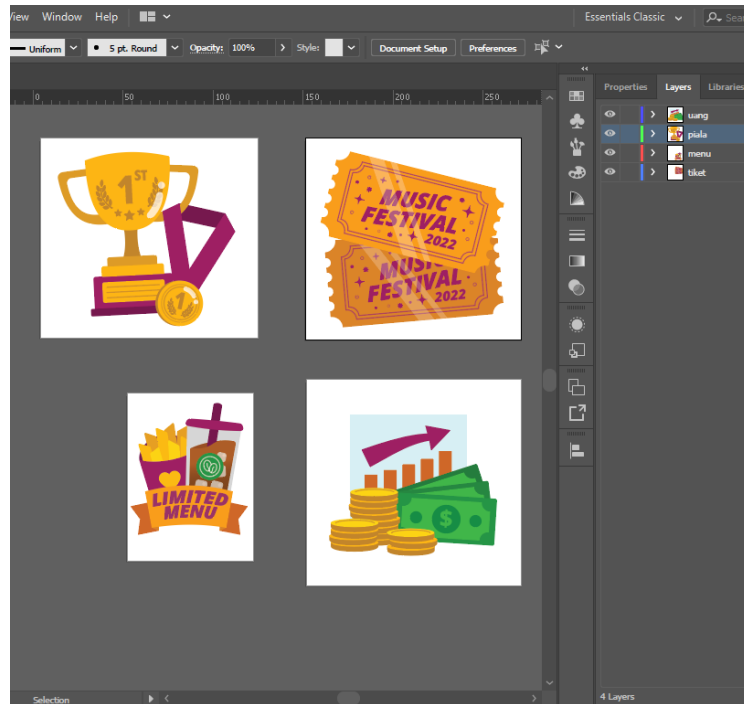 View Window Help
Essentials Classic
Sear
Uniform
5 pt. Round
Opacity:
100%
Style:
Document Setup
Preferences
Properties
Layers
Libraries
0
50
100
150
200
250
uang
piala
menu
tiket
1ST
1
MUSIC
FESTIVAL
2022
MUSIC
FESTIVAL
2022
LIMITED
MENU
$
Selection
4 Layers